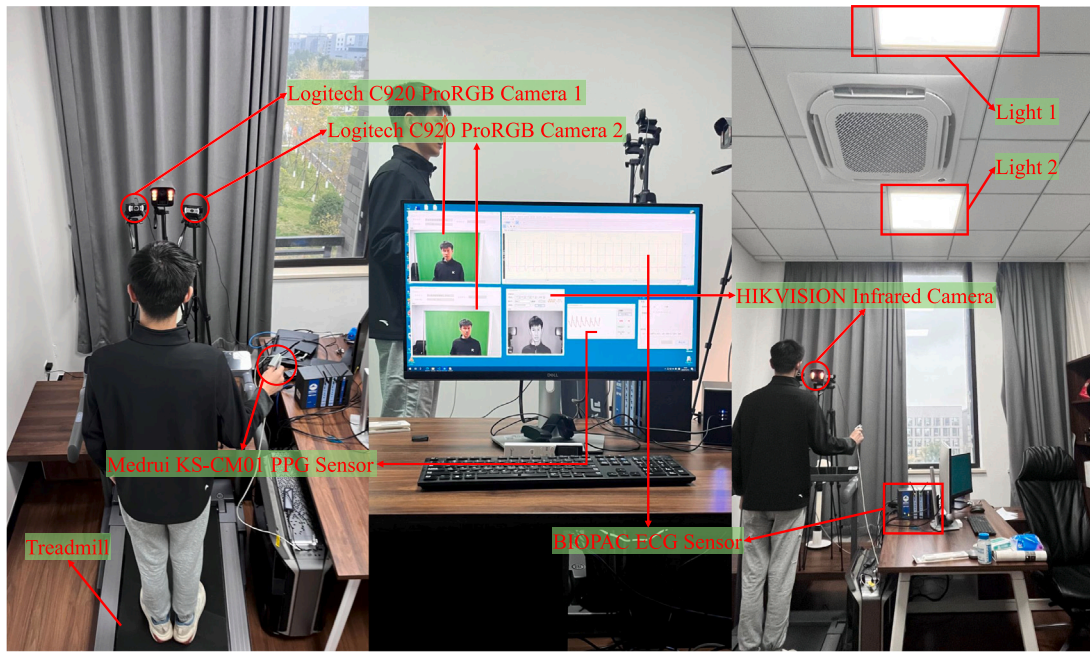 Logitech C920 ProRGB Camera 1
Logitech C920 ProRGB Camera 2
Light 1
Light 2
HIKVISION Infrared Camera
DELL
Medrui KS-CM01 PPG Sensor
BIOPAC ECG Sensor
Treadmill